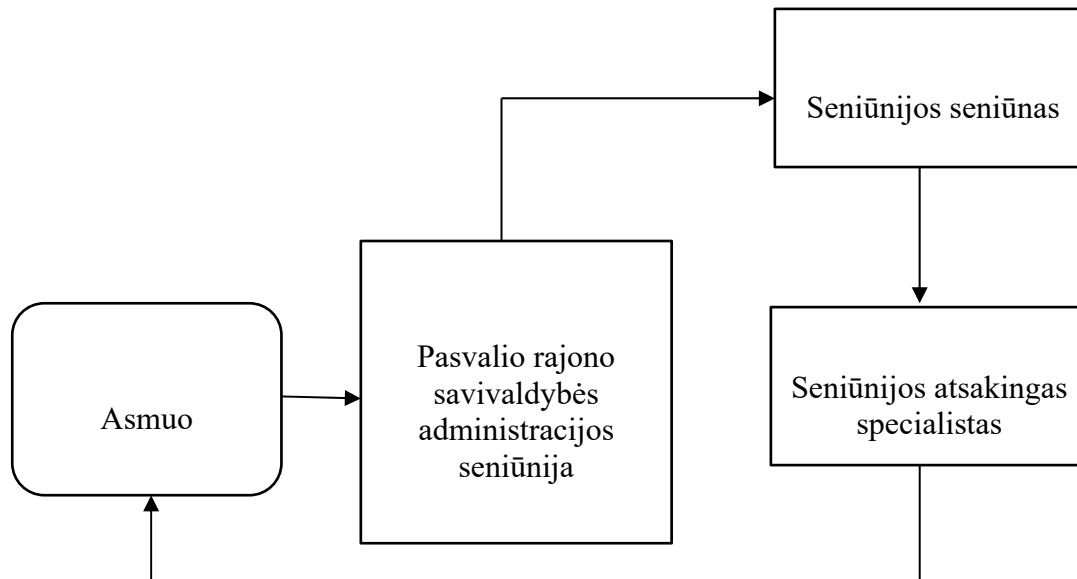 Seniūnijos seniūnas
Pasvalio rajono
savivaldybės
administracijos
seniūnija
Asmuo
Seniūnijos atsakingas
specialistas